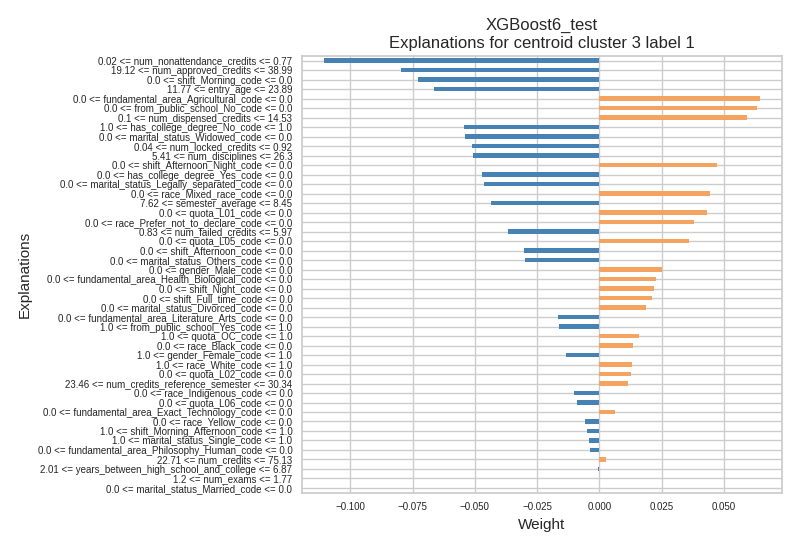 XGBoost6_test
Explanations for centroid cluster 3 label 1
0.02 <= num_nonattendance_credits <= 0.77
19.12 <= num_approved_credits <= 38.99
0.0 <= shift_Morning_code <= 0.0
11.77 <= entry_age <= 23.89
0.0 <= fundamental_area_Agricultural_code <= 0.0
0.0 <= from_public_school_No_code <= 0.0
0.1 <= num_dispensed_credits <= 14.53
1.0 <= has_college_degree_No_code <= 1.0
0.0 <= marital_status_Widowed_code <= 0.0
0.04 <= num_locked_credits <= 0.92
5.41 <= num_disciplines <= 26.3
0.0 <= shift_Afternoon_Night_code <= 0.0
0.0 <= has_college_degree_Yes_code <= 0.0
0.0 <= marital_status_Legally_separated_code <= 0.0
0.0 <= race_Mixed_race_code <= 0.0
7.62 <= semester_average <= 8.45
0.0 <= quota_L01_code <= 0.0
0.0 <= race_Prefer_not_to_declare_code <= 0.0
0.83 <= num_failed_credits <= 5.97
0.0 <= quota_L05_code <= 0.0
0.0 <= shift_Afternoon_code <= 0.0
0.0 <= marital_status_Others_code <= 0.0
0.0 <= gender_Male_code <= 0.0
0.0 <= fundamental_area_Health_Biological_code <= 0.0
0.0 <= shift_Night_code <= 0.0
0.0 <= shift_Full_time_code <= 0.0
0.0 <= marital_status_Divorced_code <= 0.0
0.0 <= fundamental_area_Literature_Arts_code <= 0.0
1.0 <= from_public_school_Yes_code <= 1.0
1.0 <= quota_OC_code <= 1.0
0.0 <= race_Black_code <= 0.0
1.0 <= gender_Female_code <= 1.0
1.0 <= race_White_code <= 1.0
0.0 <= quota_L02_code <= 0.0
23.46 <= num_credits_reference_semester <= 30.34
0.0 <= race_Indigenous_code <= 0.0
0.0 <= quota_L06_code <= 0.0
0.0 <= fundamental_area_Exact_Technology_code <= 0.0
0.0 <= race_Yellow_code <= 0.0
1.0 <= shift_Morning_Afternoon_code <= 1.0
1.0 <= marital_status_Single_code <= 1.0
0.0 <= fundamental_area_Philosophy_Human_code <= 0.0
22.71 <= num_credits <= 75.13
2.01 <= years_between_high_school_and_college <= 6.87
1.2 <= num_exams <= 1.77
0.0 <= marital_status_Married_code <= 0.0
Explanations
−0.100
−0.075
−0.050
−0.025
0.000
0.025
0.050
Weight